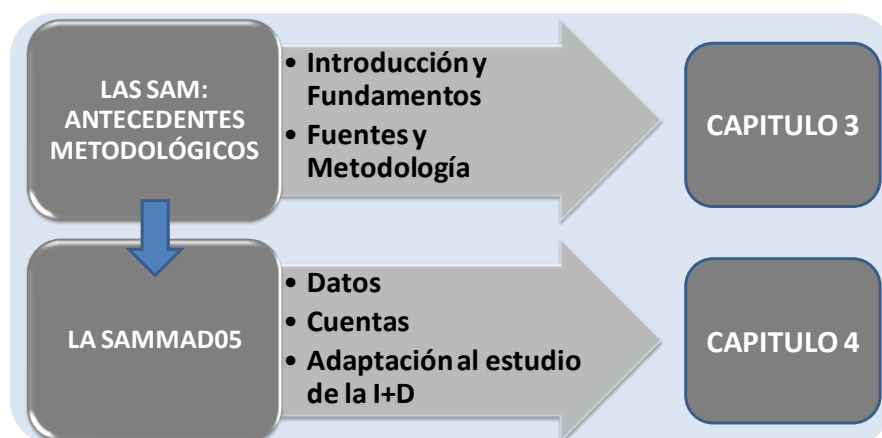 LAS SAM:
ANTECEDENTES
METODOLÓGICOS
• Introducción y
Fundamentos
• Fuentes y
Metodología
CAPITULO 3
LA SAMMAD05
• Datos
• Cuentas
• Adaptación al estudio
de la I+D
CAPITULO 4